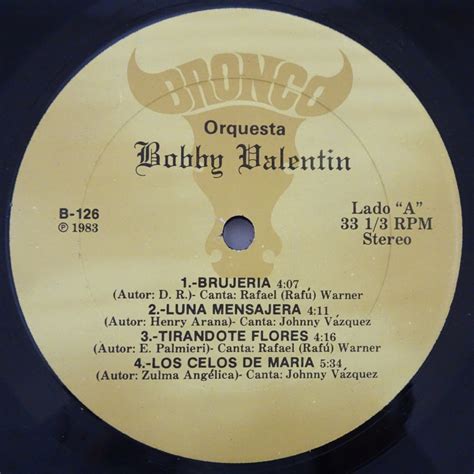 BRONCO
Orquesta
Bobby Valentin
B-126
℗ 1983
Lado "A"
33 1/3 RPM
Stereo
1.-BRUJERIA 4:07
(Autor: D. R.)- Canta: Rafael (Rafú) Warner
2.-LUNA MENSAJERA 4:11
(Autor: Henry Arana)- Canta: Johnny Vázquez
3.-TIRANDOTE FLORES 4:16
(Autor: E. Palmieri)- Canta: Rafael (Rafú) Warner
4.-LOS CELOS DE MARIA 5:34
(Autor: Zulma Angélica)- Canta: Johnny Vázquez